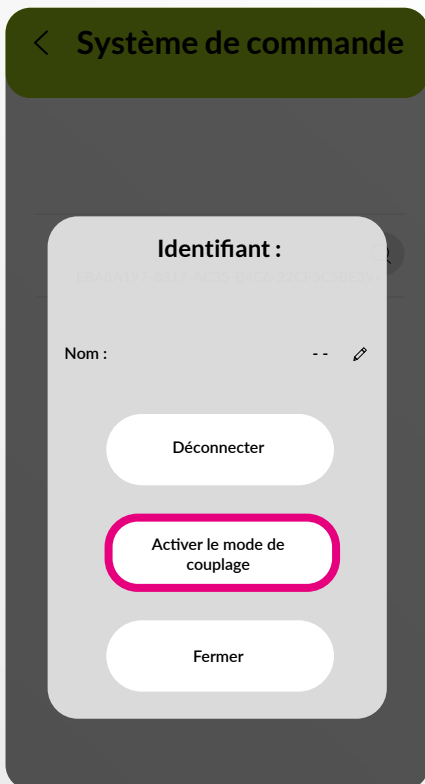 Système de commande
Identifiant :
Nom :
- -
Déconnecter
Activer le mode de
couplage
Fermer